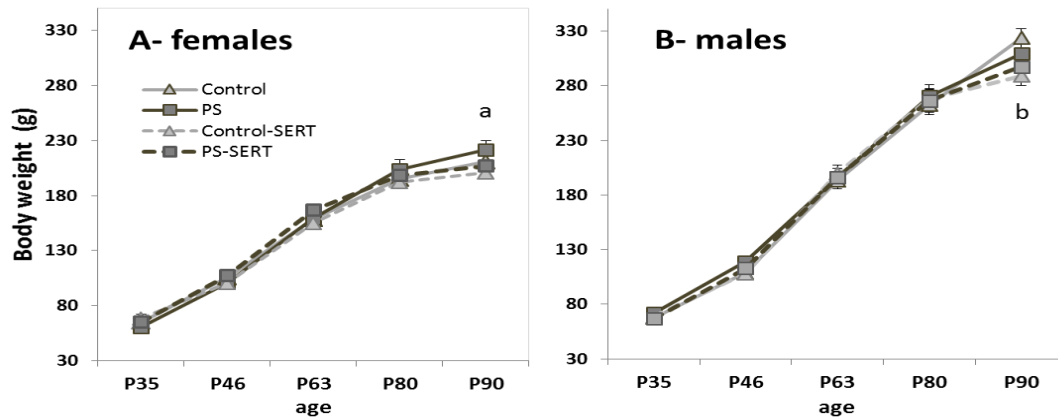 A- females
330
280
230
180
130
80
30
Body weight (g)
Control
PS
Control-SERT
PS-SERT
a
P35 P46 P63 P80 P90
age
B- males
330
280
230
180
130
80
30
b
P35 P46 P63 P80 P90
age